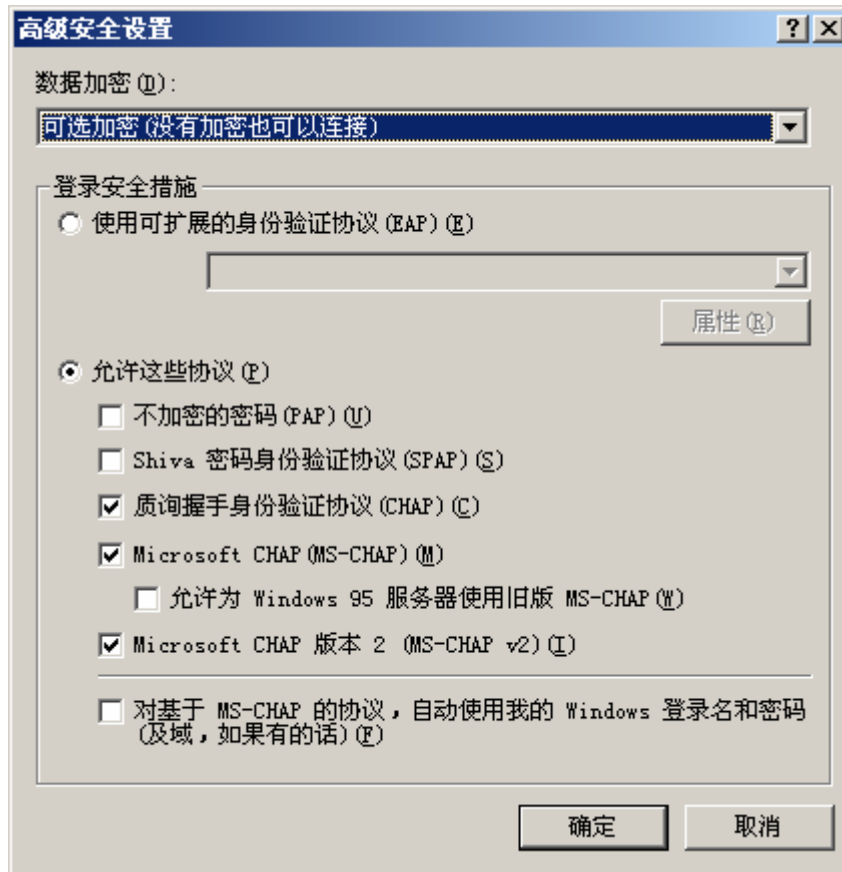 高级安全设置
数据加密(D):
可选加密(没有加密也可以连接)
登录安全措施
使用可扩展的身份验证协议(EAP)(E)
属性(R)
允许这些协议(P)
不加密的密码(PAP)(U)
Shiva 密码身份验证协议(SPAP)(S)
质询握手身份验证协议(CHAP)(C)
Microsoft CHAP(MS-CHAP)(M)
允许为 Windows 95 服务器使用旧版 MS-CHAP(W)
Microsoft CHAP 版本 2 (MS-CHAP v2)(I)
对基于 MS-CHAP 的协议，自动使用我的 Windows 登录名和密码
(及域，如果有的话)(F)
确定 取消